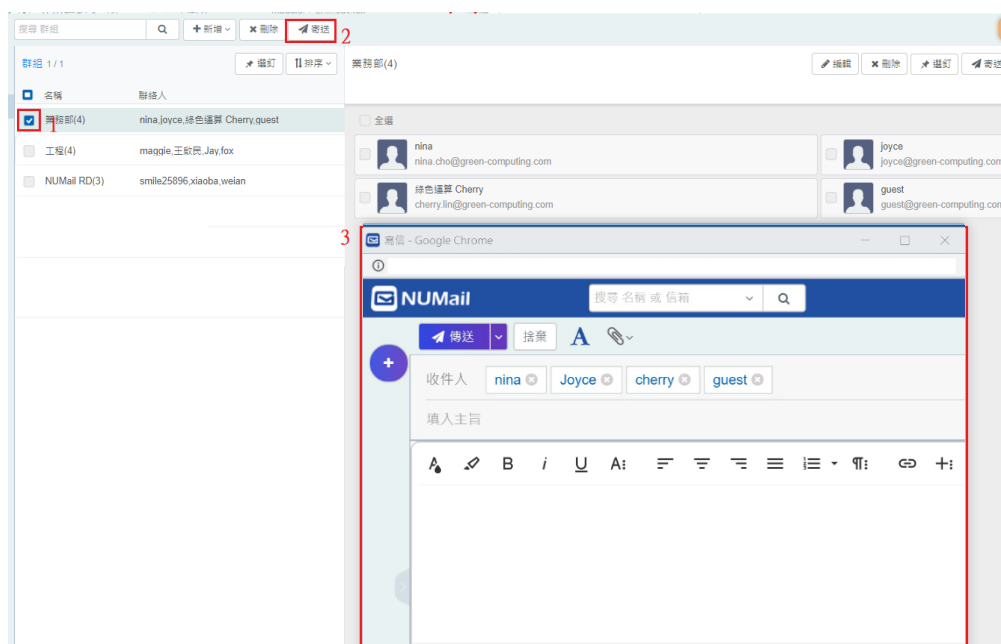 搜尋 群組 新增 刪除 寄送 2
群組 1 / 1 選訂 排序 業務部(4) 編輯 刪除 選訂 寄送
名稱 聯絡人
業務部(4) nina,joyce,綠色運算 Cherry,guest 全選
1
工程(4) maggie,王歆民,Jay,fox nina joyce
nina.cho@green-computing.com joyce@green-computing.com
NUMail RD(3) smile25896,xiaoba,weian 綠色運算 Cherry guest
cherry.lin@green-computing.com guest@green-computing.com
3 寫信 - Google Chrome
NUMail 搜尋 名稱 或 信箱
傳送 捨棄 A
收件人 nina Joyce cherry guest
填入主旨
A B i U A